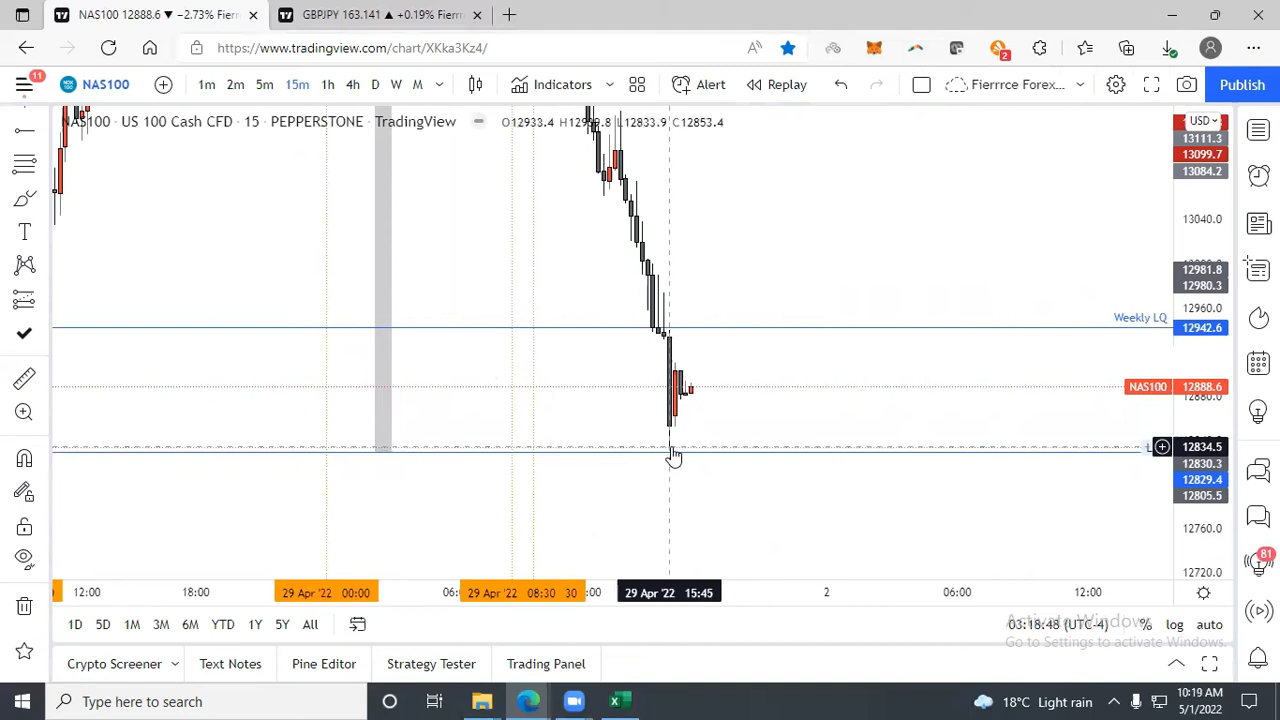 NAS100 12888.6 ▼ −2.73% Fierr
GBPJPY 163.141 ▲ +0.19% Fierrr
https://www.tradingview.com/chart/XKka3Kz4/
2
11
NAS100
1m 2m 5m 15m 1h 4h D W M
Indicators
Alert
Replay
Fierrrce Forex...
Publish
NAS100 · US 100 Cash CFD · 15 · PEPPERSTONE · TradingView
O12933.4
L12833.9 C12853.4
USD
13111.3
13099.7
13084.2
13040.0
12981.8
12980.3
12960.0
Weekly LQ
12942.6
NAS100
12888.6
12880.0
12834.5
12830.3
12829.4
12805.5
12760.0
12720.0
12:00
18:00
29 Apr '22 00:00
06:
29 Apr '22 08:30
30
:00
29 Apr '22 15:45
2
06:00
12:00
1D 5D 1M 3M 6M YTD 1Y 5Y All
03:18:48 (UTC-4)
% log auto
Activate Windows
Go to Settings to activate Windows.
81
Crypto Screener
Text Notes
Pine Editor
Strategy Tester
Trading Panel
Type here to search
18°C Light rain
10:19 AM
5/1/2022